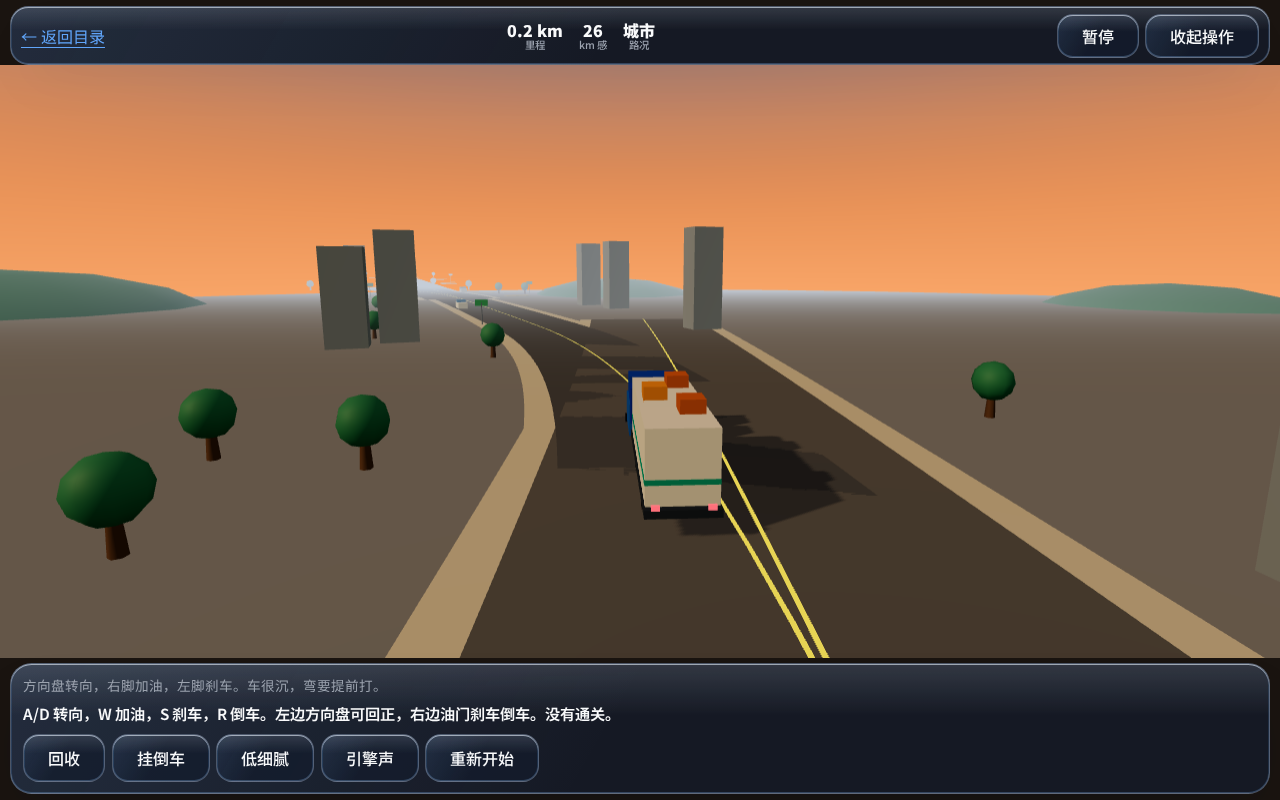 ← 返回目录
0.2 km 26 城市
里程 km 感 路况
暂停
收起操作
方向盘转向，右脚加油，左脚刹车。车很沉，弯要提前打。
A/D 转向，W 加油，S 刹车，R 倒车。左边方向盘可回正，右边油门刹车倒车。没有通关。
回收
挂倒车
低细腻
引擎声
重新开始